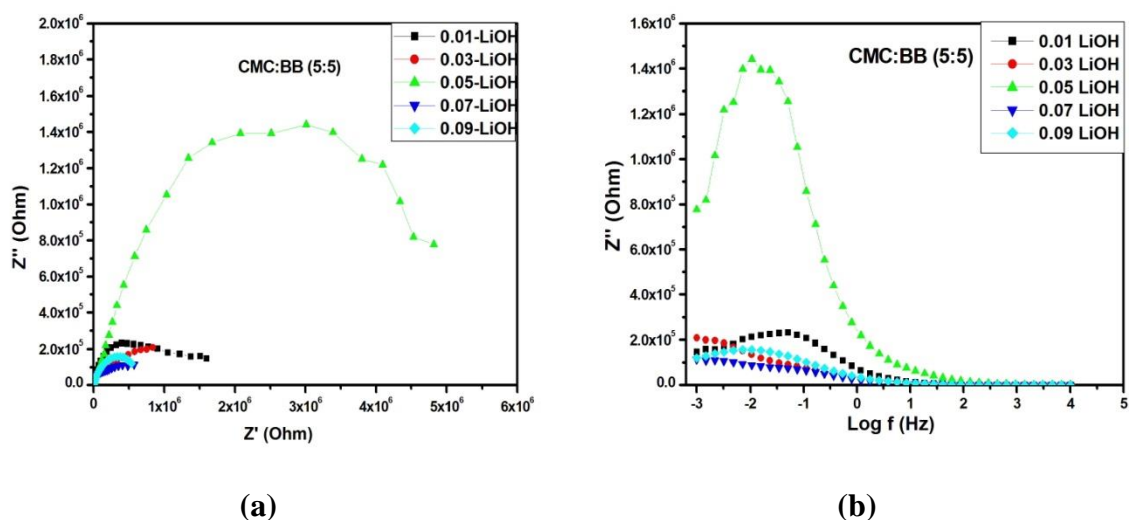 2.0x10⁶
1.8x10⁶
1.6x10⁶
1.4x10⁶
1.2x10⁶
1.0x10⁶
8.0x10⁵
6.0x10⁵
4.0x10⁵
2.0x10⁵
0.0
Z'' (Ohm)
CMC:BB (5:5)
0.01-LiOH
0.03-LiOH
0.05-LiOH
0.07-LiOH
0.09-LiOH
0 1x10⁶ 2x10⁶ 3x10⁶ 4x10⁶ 5x10⁶ 6x10⁶
Z' (Ohm)
(a)
1.6x10⁶
1.4x10⁶
1.2x10⁶
1.0x10⁶
8.0x10⁵
6.0x10⁵
4.0x10⁵
2.0x10⁵
0.0
Z'' (Ohm)
CMC:BB (5:5)
0.01 LiOH
0.03 LiOH
0.05 LiOH
0.07 LiOH
0.09 LiOH
-3 -2 -1 0 1 2 3 4 5
Log f (Hz)
(b)